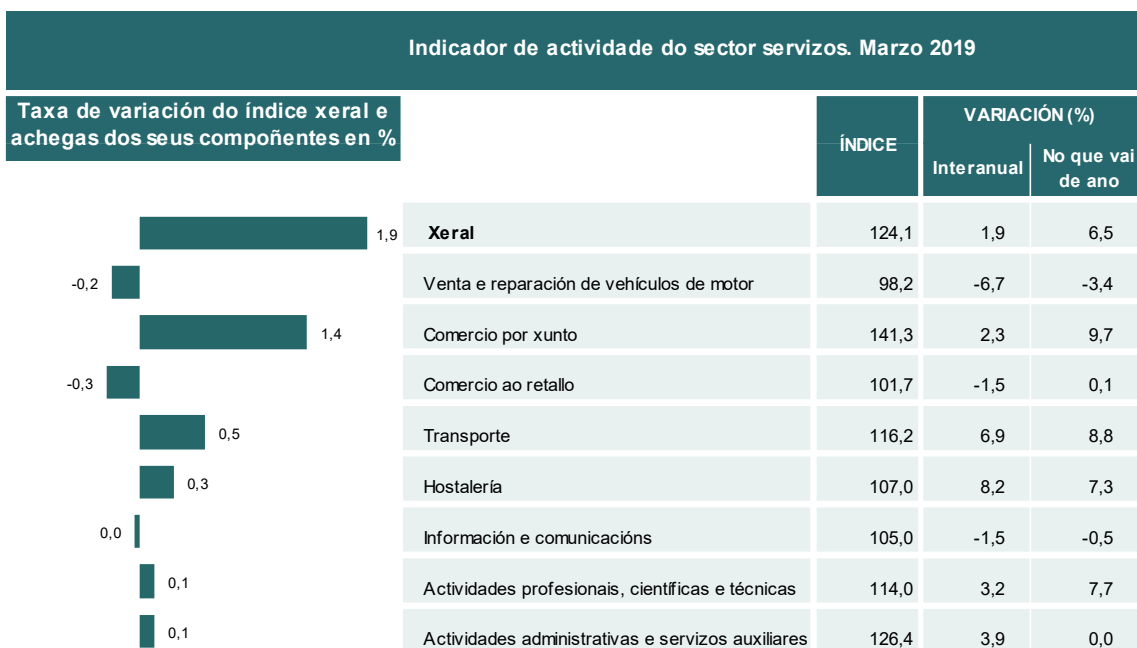 Indicador de actividade do sector servizos. Marzo 2019
Taxa de variación do índice xeral e
achegas dos seus compoñentes en %
ÍNDICE
VARIACIÓN (%)
Interanual
No que vai
de ano
1,9 Xeral 124,1 1,9 6,5
-0,2 Venta e reparación de vehículos de motor 98,2 -6,7 -3,4
1,4 Comercio por xunto 141,3 2,3 9,7
-0,3 Comercio ao retallo 101,7 -1,5 0,1
0,5 Transporte 116,2 6,9 8,8
0,3 Hostalería 107,0 8,2 7,3
0,0 Información e comunicacións 105,0 -1,5 -0,5
0,1 Actividades profesionais, científicas e técnicas 114,0 3,2 7,7
0,1 Actividades administrativas e servizos auxiliares 126,4 3,9 0,0